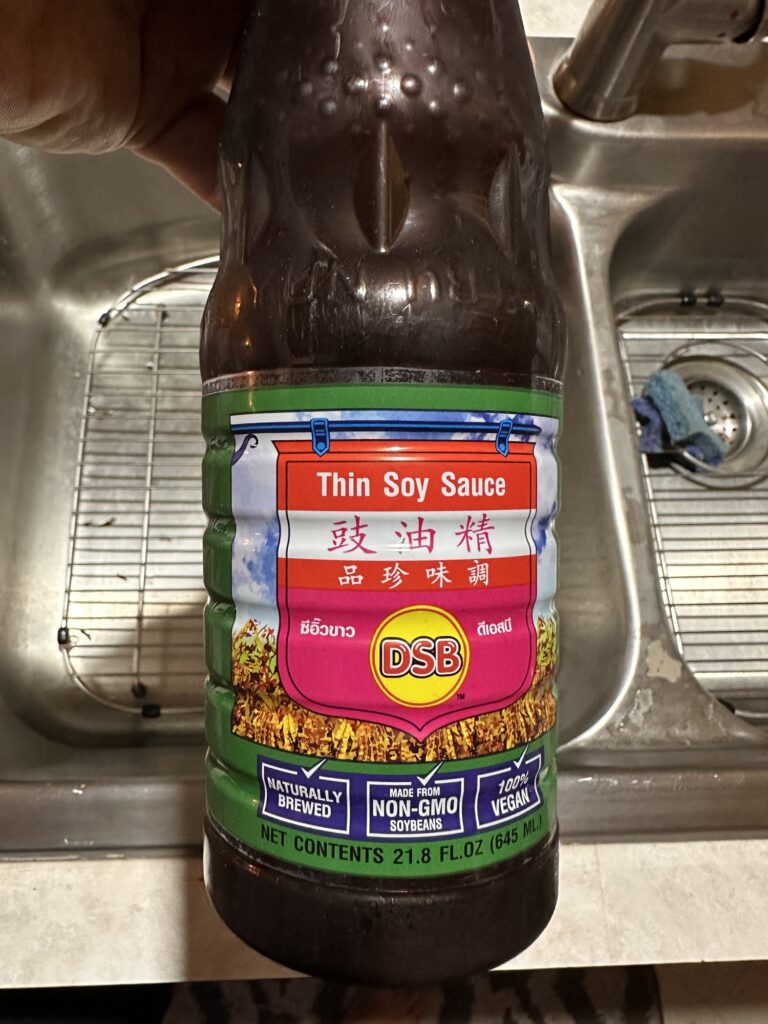 Thin Soy Sauce
豉油精
品珍味調
ซีอิ๊วขาว
ดีเอสบี
DSB
TM
NATURALLY
BREWED
MADE FROM
NON-GMO
SOYBEANS
100%
VEGAN
NET CONTENTS 21.8 FL.OZ (645 ML.)